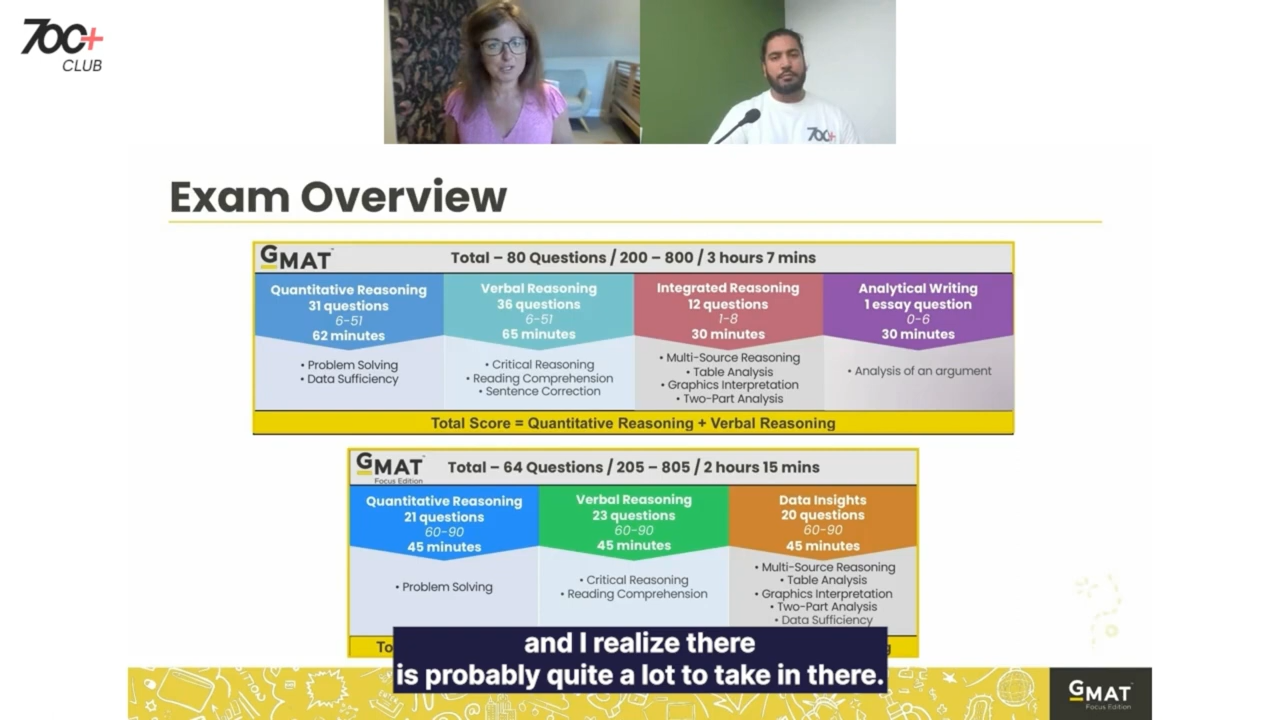 700+
CLUB
700+
Exam Overview
GMAT™
Total – 80 Questions / 200 – 800 / 3 hours 7 mins
Quantitative Reasoning
31 questions
6-51
62 minutes
• Problem Solving
• Data Sufficiency
Verbal Reasoning
36 questions
6-51
65 minutes
• Critical Reasoning
• Reading Comprehension
• Sentence Correction
Integrated Reasoning
12 questions
1-8
30 minutes
• Multi-Source Reasoning
• Table Analysis
• Graphics Interpretation
• Two-Part Analysis
Analytical Writing
1 essay question
0-6
30 minutes
• Analysis of an argument
Total Score = Quantitative Reasoning + Verbal Reasoning
GMAT™
Focus Edition
Total – 64 Questions / 205 – 805 / 2 hours 15 mins
Quantitative Reasoning
21 questions
60-90
45 minutes
• Problem Solving
Verbal Reasoning
23 questions
60-90
45 minutes
• Critical Reasoning
• Reading Comprehension
Data Insights
20 questions
60-90
45 minutes
• Multi-Source Reasoning
• Table Analysis
• Graphics Interpretation
• Two-Part Analysis
• Data Sufficiency
To
and I realize there
is probably quite a lot to take in there.
GMAT™
Focus Edition